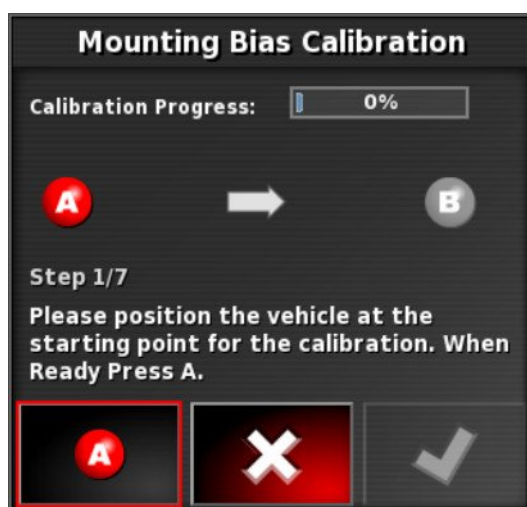 Mounting Bias Calibration
Calibration Progress: 0%
A B
Step 1/7
Please position the vehicle at the
starting point for the calibration. When
Ready Press A.
A